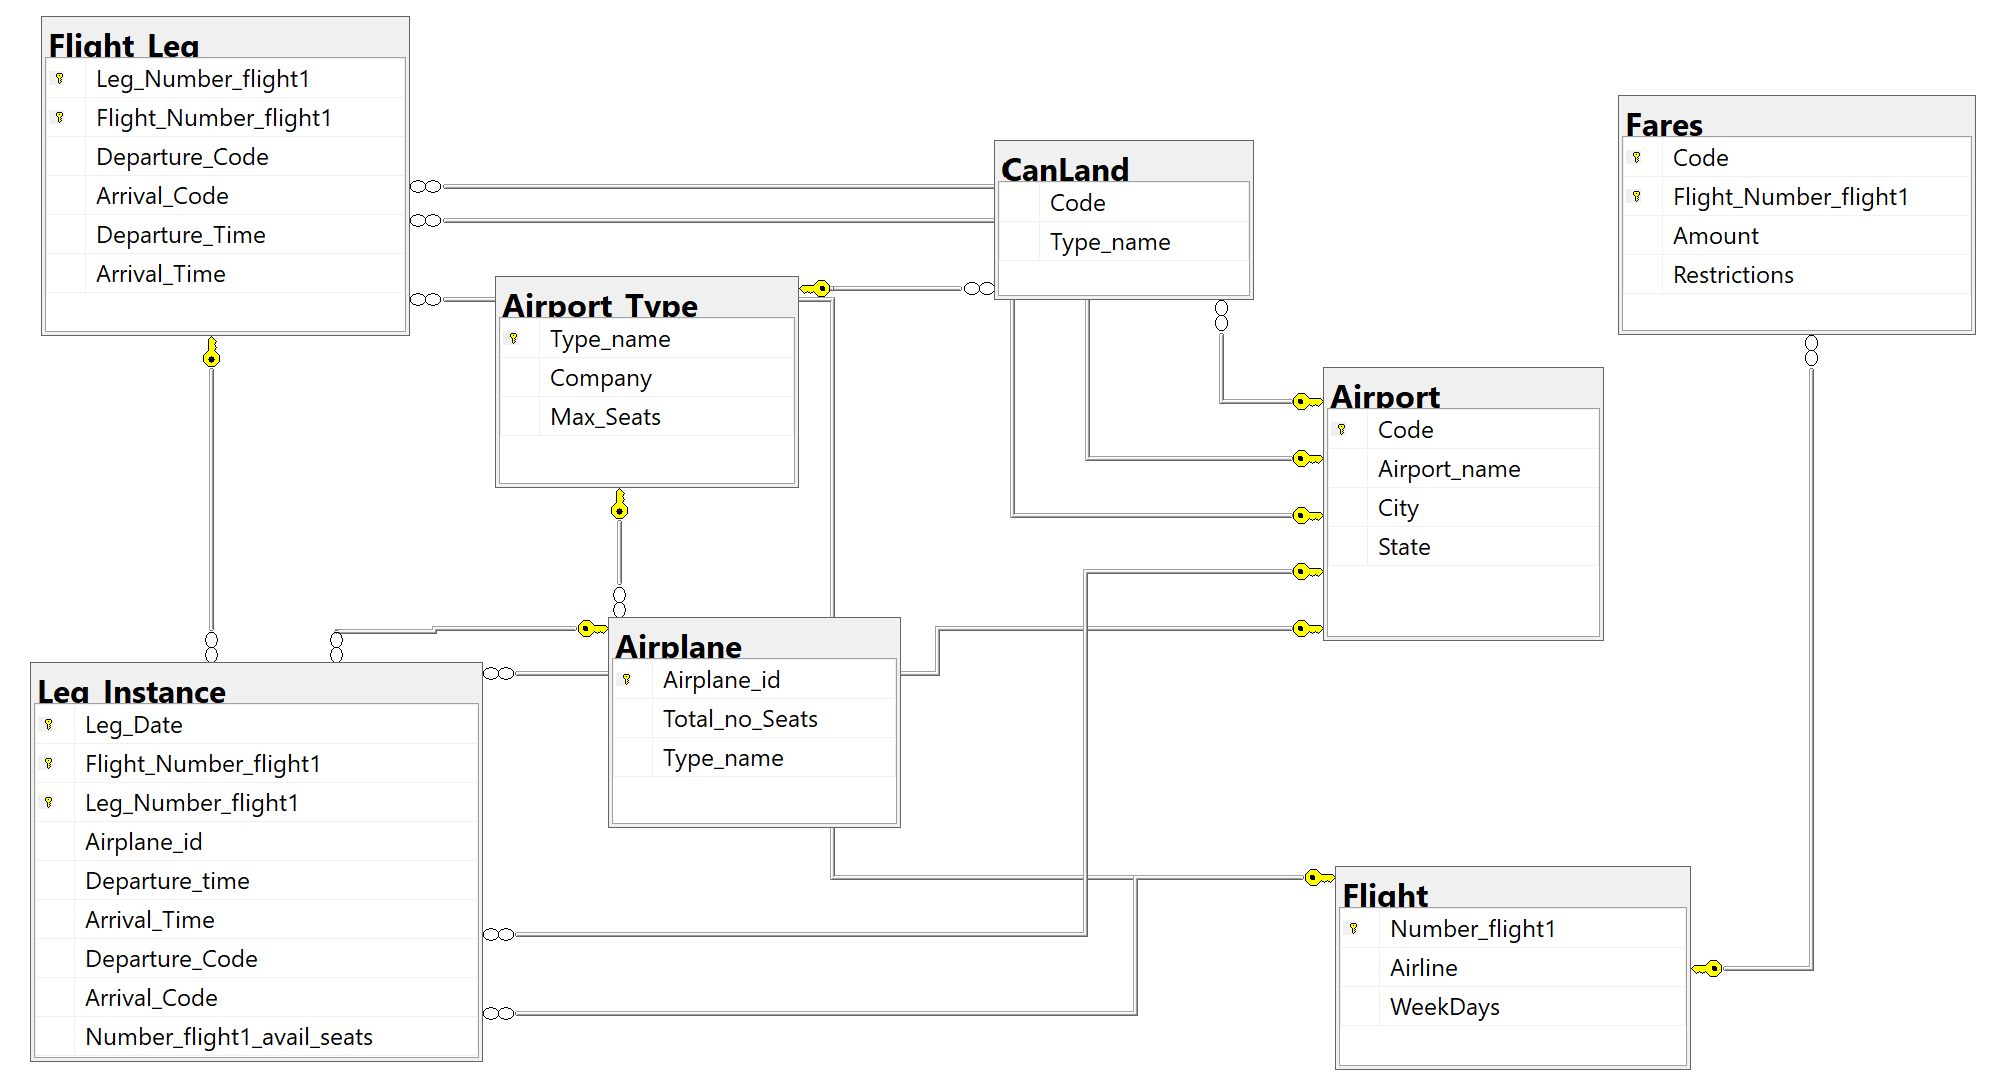 Flight_Leg
Leg_Number_flight1
Flight_Number_flight1
Departure_Code
Arrival_Code
Departure_Time
Arrival_Time
CanLand
Code
Type_name
Fares
Code
Flight_Number_flight1
Amount
Restrictions
Airport_Type
Type_name
Company
Max_Seats
Airport
Code
Airport_name
City
State
Airplane
Airplane_id
Total_no_Seats
Type_name
Leg_Instance
Leg_Date
Flight_Number_flight1
Leg_Number_flight1
Airplane_id
Departure_time
Arrival_Time
Departure_Code
Arrival_Code
Number_flight1_avail_seats
Flight
Number_flight1
Airline
WeekDays